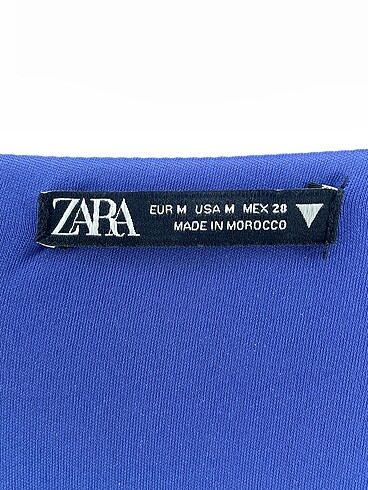 ZARA
EUR M USA M MEX 28
MADE IN MOROCCO